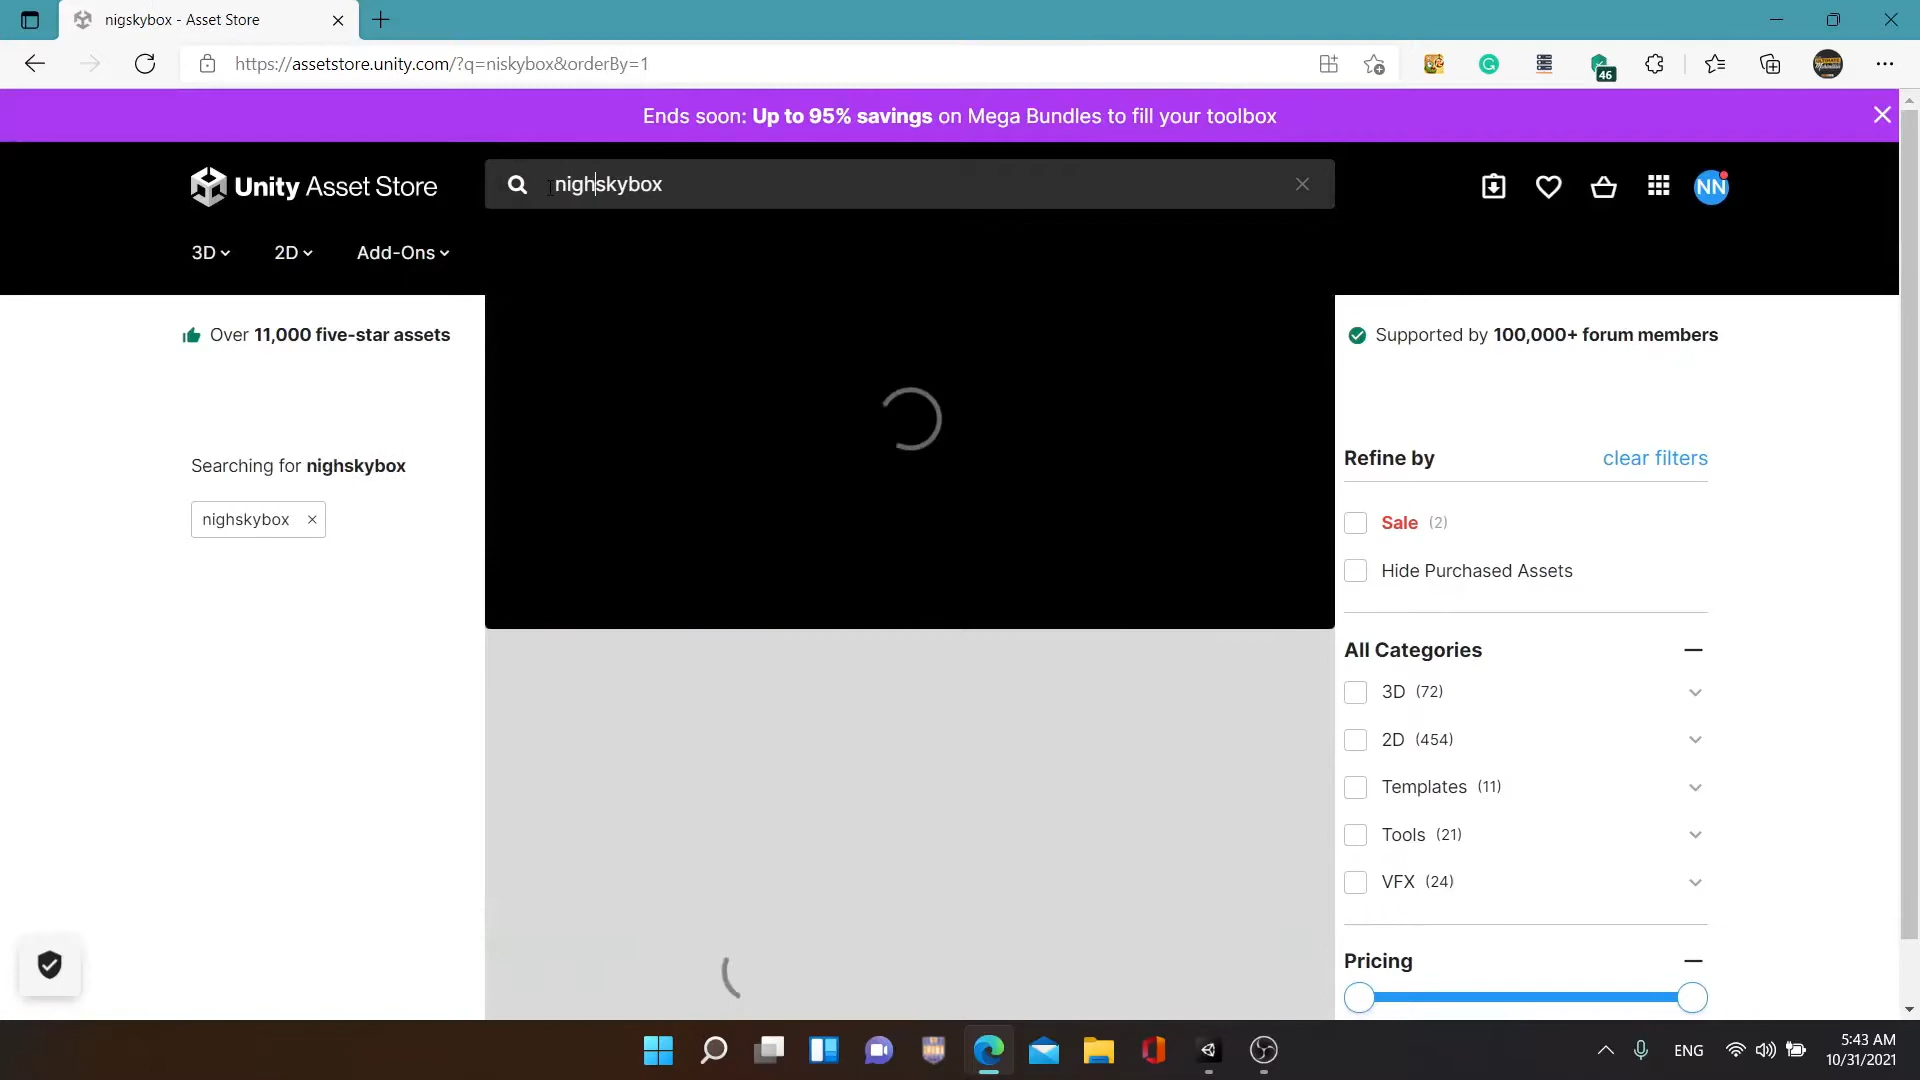 nigskybox - Asset Store
https://assetstore.unity.com/?q=niskybox&orderBy=1
46
Ends soon: Up to 95% savings on Mega Bundles to fill your toolbox
Unity Asset Store
nighskybox
NN
3D
2D
Add-Ons
Over 11,000 five-star assets
Supported by 100,000+ forum members
Searching for nighskybox
nighskybox
Refine by
clear filters
Sale (2)
Hide Purchased Assets
All Categories
3D (72)
2D (454)
Templates (11)
Tools (21)
VFX (24)
Pricing
ENG
5:43 AM
10/31/2021